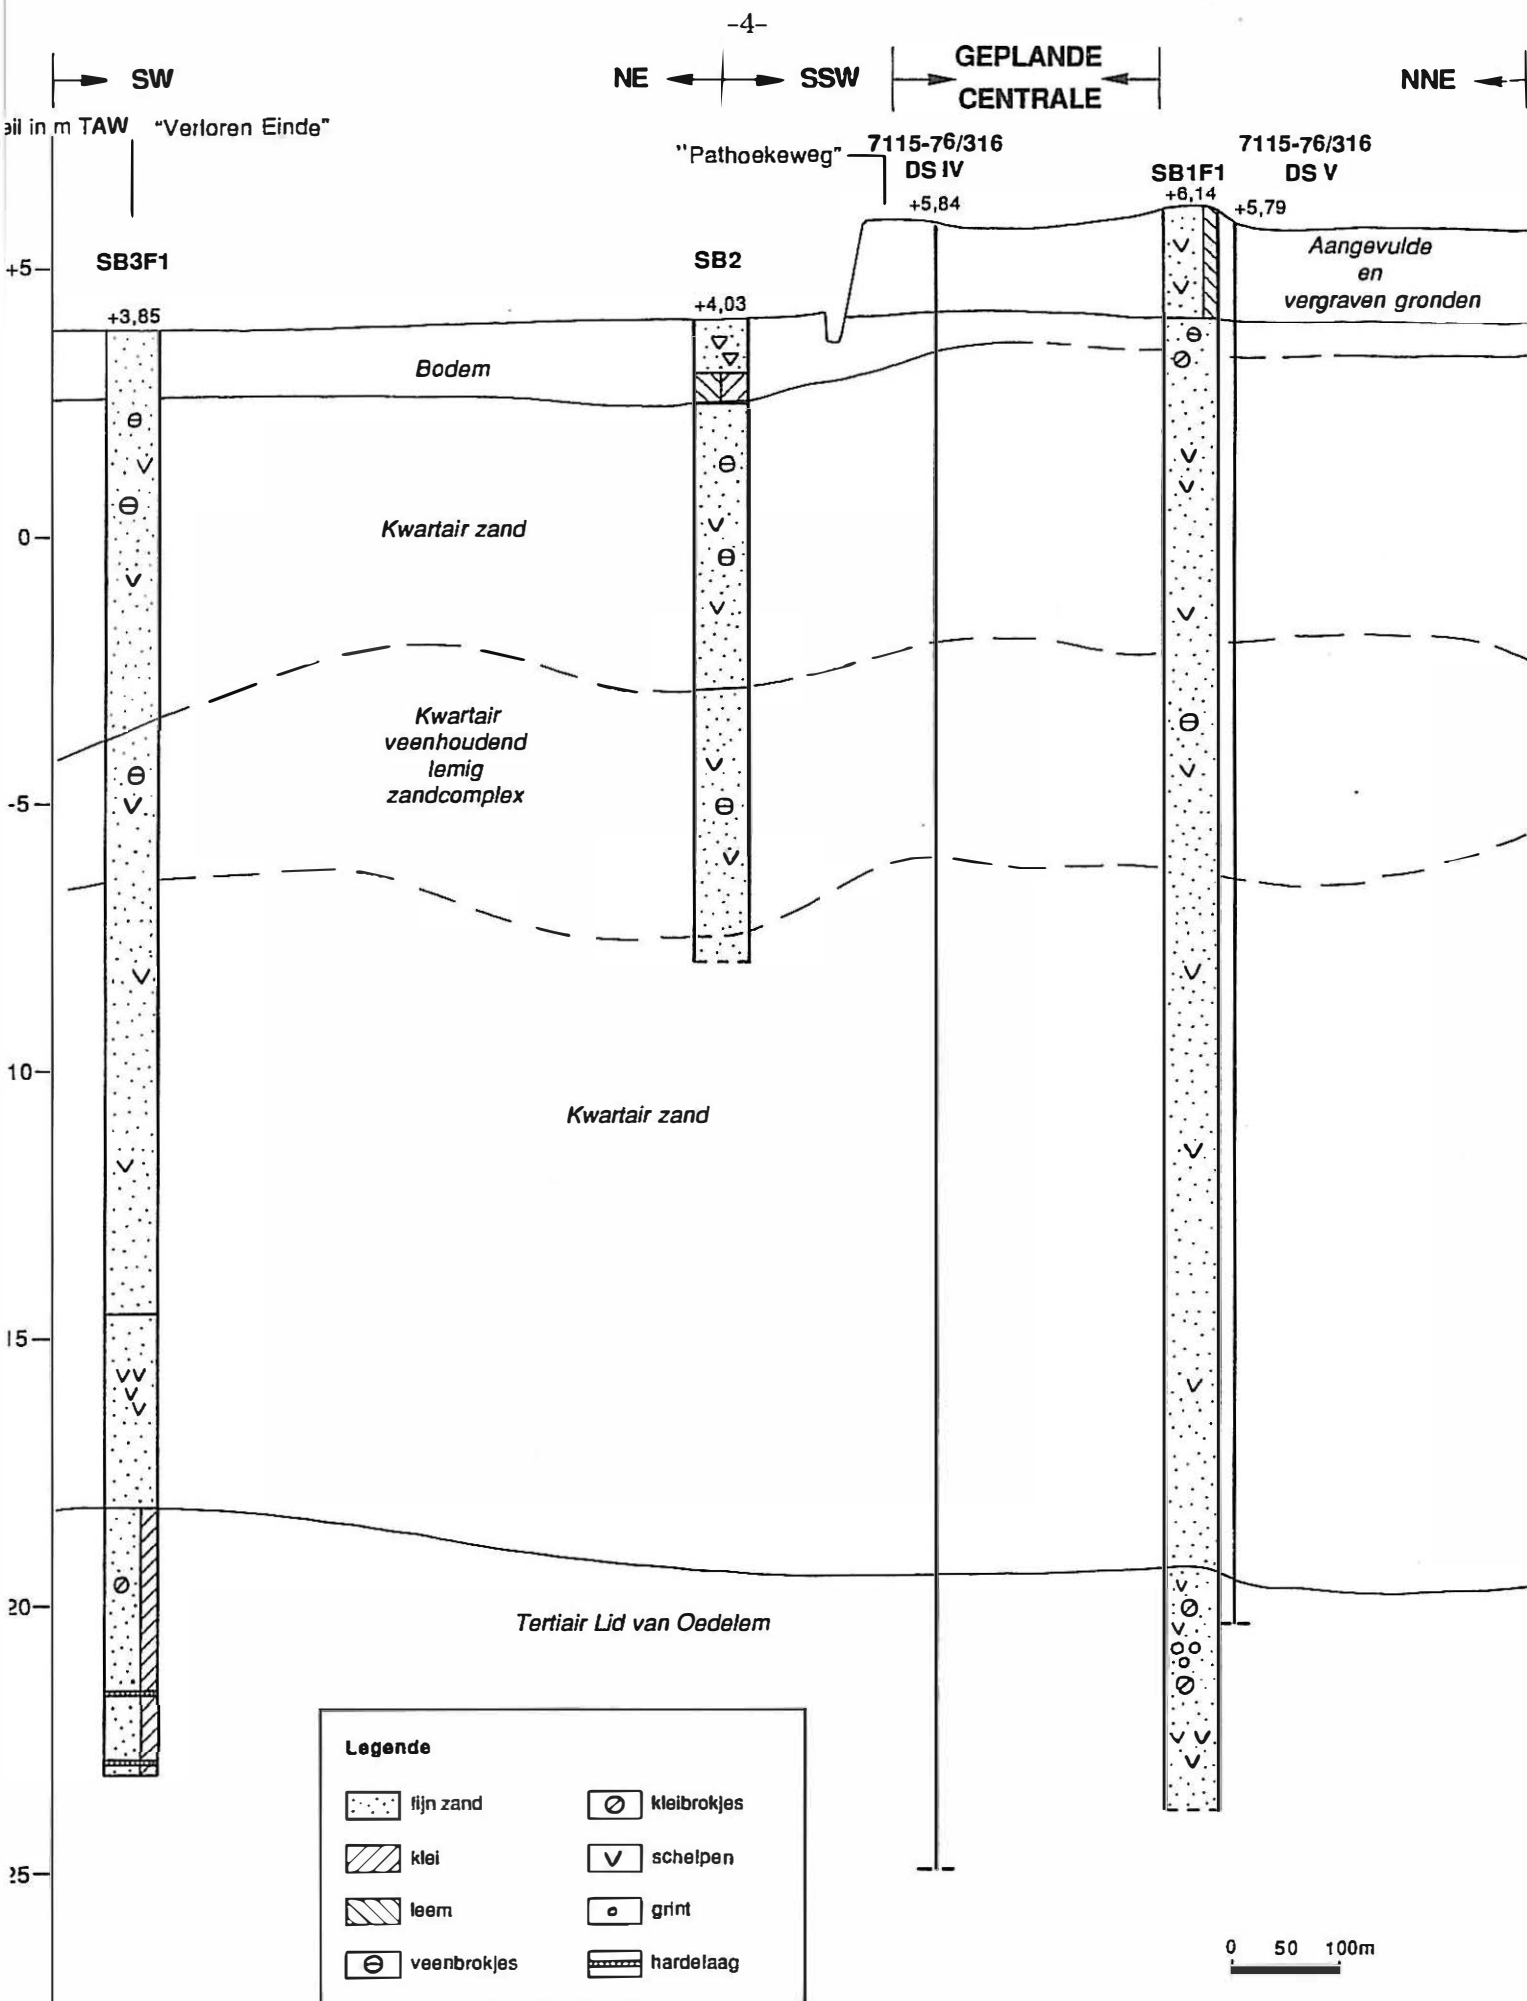 -4-
SW
NE
SSW
GEPLANDE
CENTRALE
NNE
eil in m TAW
"Verloren Einde"
"Pathoekeweg"
7115-76/316
DS IV
+5,84
SB1F1
+6,14
7115-76/316
DS V
+5,79
SB3F1
+3,85
SB2
+4,03
+5
0
-5
10
15
20
25
Aangevulde
en
vergraven gronden
Bodem
Kwartair zand
Kwartair
veenhoudend
lemig
zandcomplex
Kwartair zand
Tertiair Lid van Oedelem
Legende
fijn zand
klei
leem
veenbrokjes
kleibrokjes
schelpen
grint
hardelaag
0 50 100m